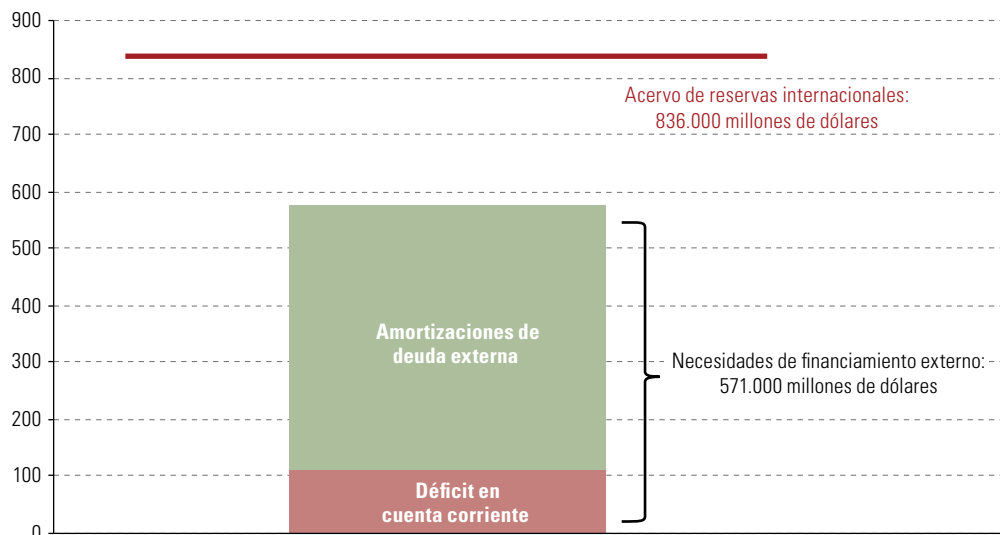 900
800
Acervo de reservas internacionales:
836.000 millones de dólares
700
600
500
400
Amortizaciones de
deuda externa
300
Necesidades de financiamiento externo:
571.000 millones de dólares
200
100
Déficit en
cuenta corriente
0